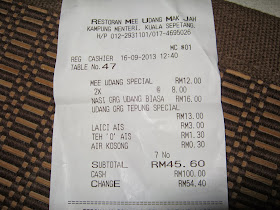 RESTORAN MEE UDANG MAK JAH
KAMPUNG MENTERI, KUALA SEPETANG,
H/P 012-2931101/017-4695026
MC #01
REG CASHIER 16-09-2013 12:40
TABLE No. 47
MEE UDANG SPECIAL RM12.00
2X @ 8.00
NASI GRG UDANG BIASA RM16.00
UDANG GRG TEPUNG SPECIAL
RM13.00
LAICI AIS RM3.00
TEH 'O' AIS RM1.30
AIR KOSONG RM0.30
7 No
SUBTOTAL RM45.60
CASH RM100.00
CHANGE RM54.40